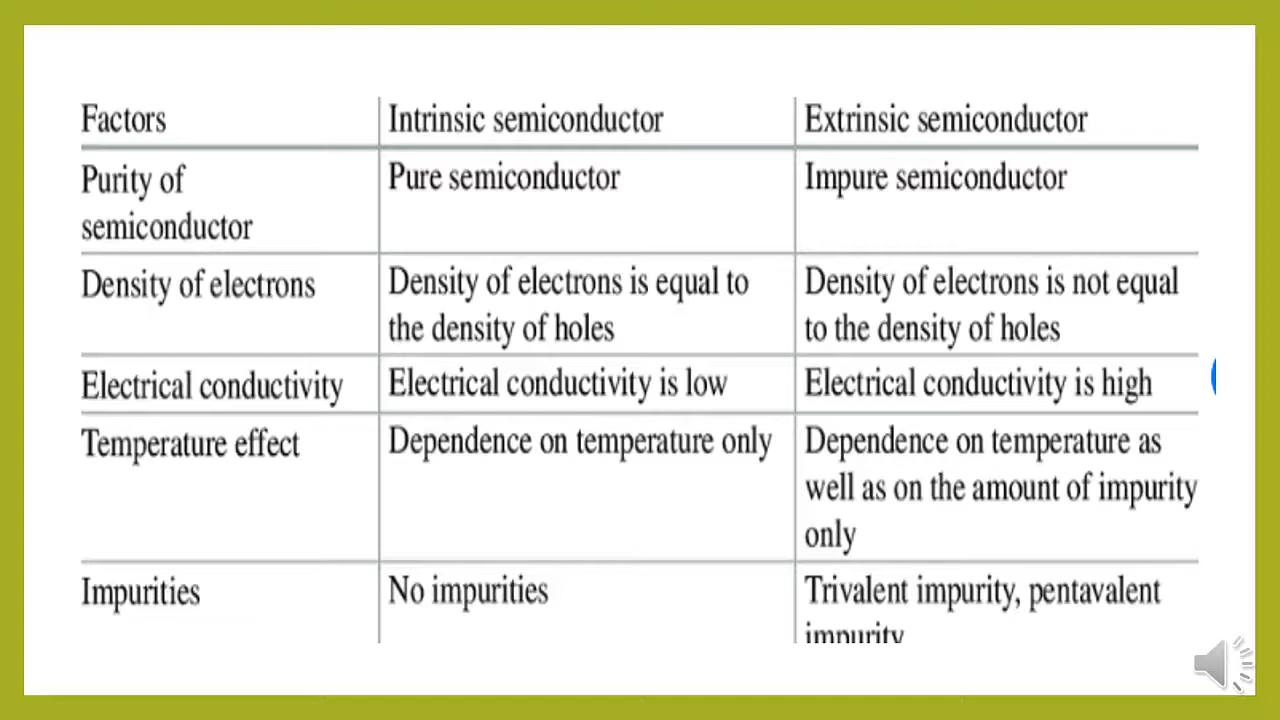 Factors Intrinsic semiconductor Extrinsic semiconductor
Purity of Pure semiconductor Impure semiconductor
semiconductor
Density of electrons Density of electrons is equal to Density of electrons is not equal
the density of holes to the density of holes
Electrical conductivity Electrical conductivity is low Electrical conductivity is high
Temperature effect Dependence on temperature only Dependence on temperature as
well as on the amount of impurity
only
Impurities No impurities Trivalent impurity, pentavalent
impurity